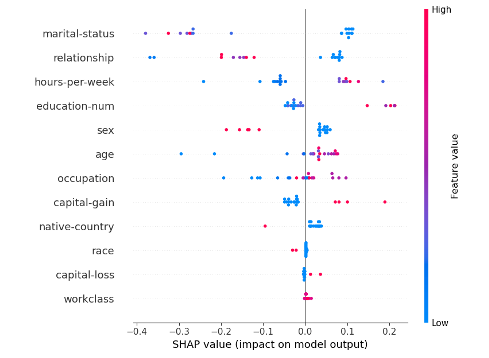 High
marital-status
relationship
hours-per-week
education-num
sex
age
occupation
capital-gain
native-country
race
capital-loss
workclass
Feature value
Low
−0.4 −0.3 −0.2 −0.1 0.0 0.1 0.2
SHAP value (impact on model output)